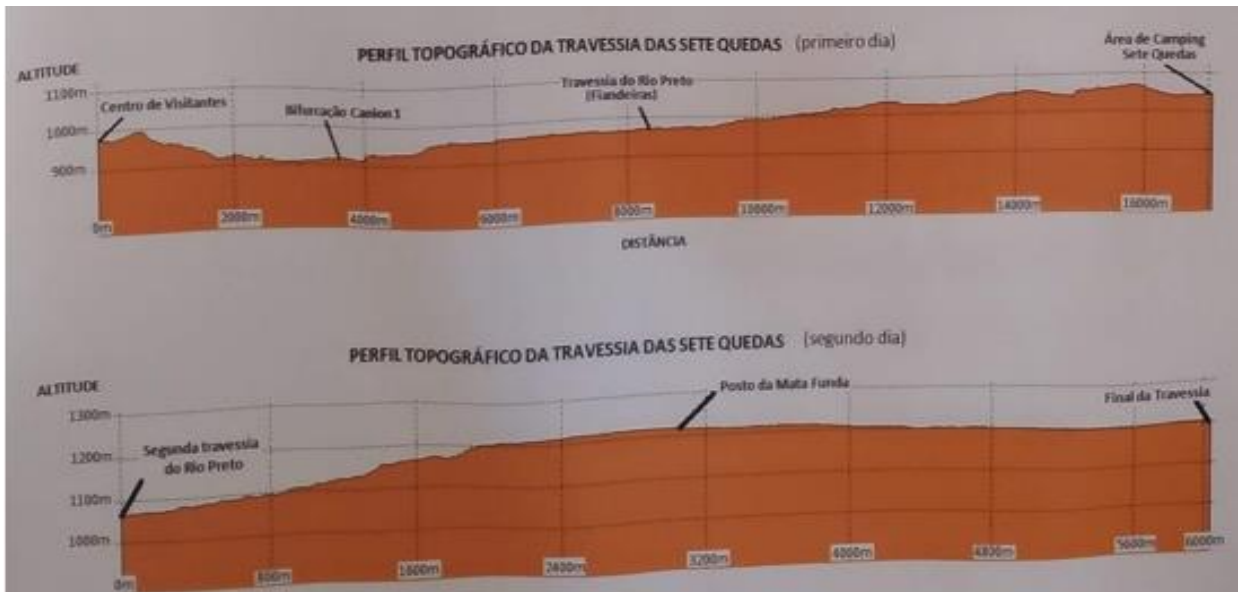 PERFIL TOPOGRÁFICO DA TRAVESSIA DAS SETE QUEDAS (primeiro dia)
ALTITUDE
1100m
1000m
900m
Centro de Visitantes
Bifurcação Canion 1
Travessia do Rio Preto
(Fiandeiras)
Área de Camping
Sete Quedas
0m 2000m 4000m 6000m 8000m 10000m 12000m 14000m 16000m
DISTÂNCIA
PERFIL TOPOGRÁFICO DA TRAVESSIA DAS SETE QUEDAS (segundo dia)
ALTITUDE
1300m
1200m
1100m
1000m
Segunda travessia
do Rio Preto
Posto da Mata Funda
Final da Travessia
0m 800m 1600m 2400m 3200m 4000m 4800m 5600m 6000m